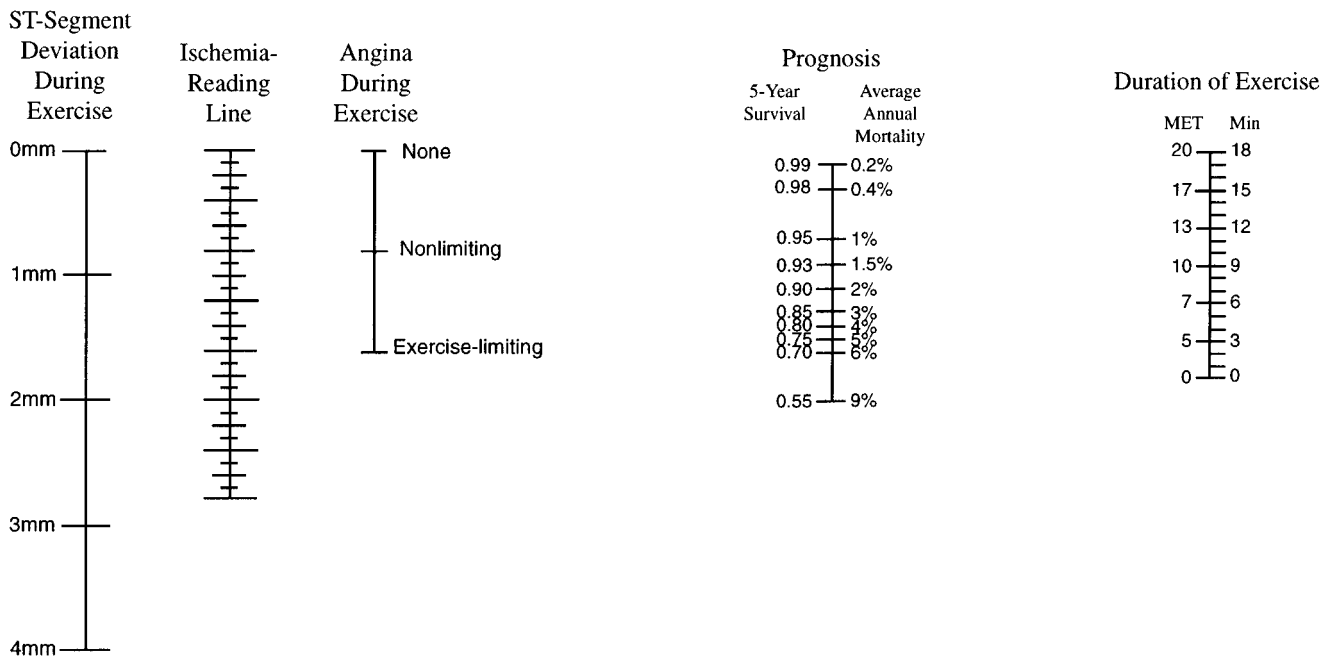 ST-Segment
Deviation
During
Exercise
0mm
1mm
2mm
3mm
4mm
Ischemia-
Reading
Line
Angina
During
Exercise
None
Nonlimiting
Exercise-limiting
Prognosis
5-Year
Survival
Average
Annual
Mortality
0.99 0.2%
0.98 0.4%
0.95 1%
0.93 1.5%
0.90 2%
0.85 3%
0.80 4%
0.75 5%
0.70 6%
0.55 9%
Duration of Exercise
MET Min
20 18
17 15
13 12
10 9
7 6
5 3
0 0